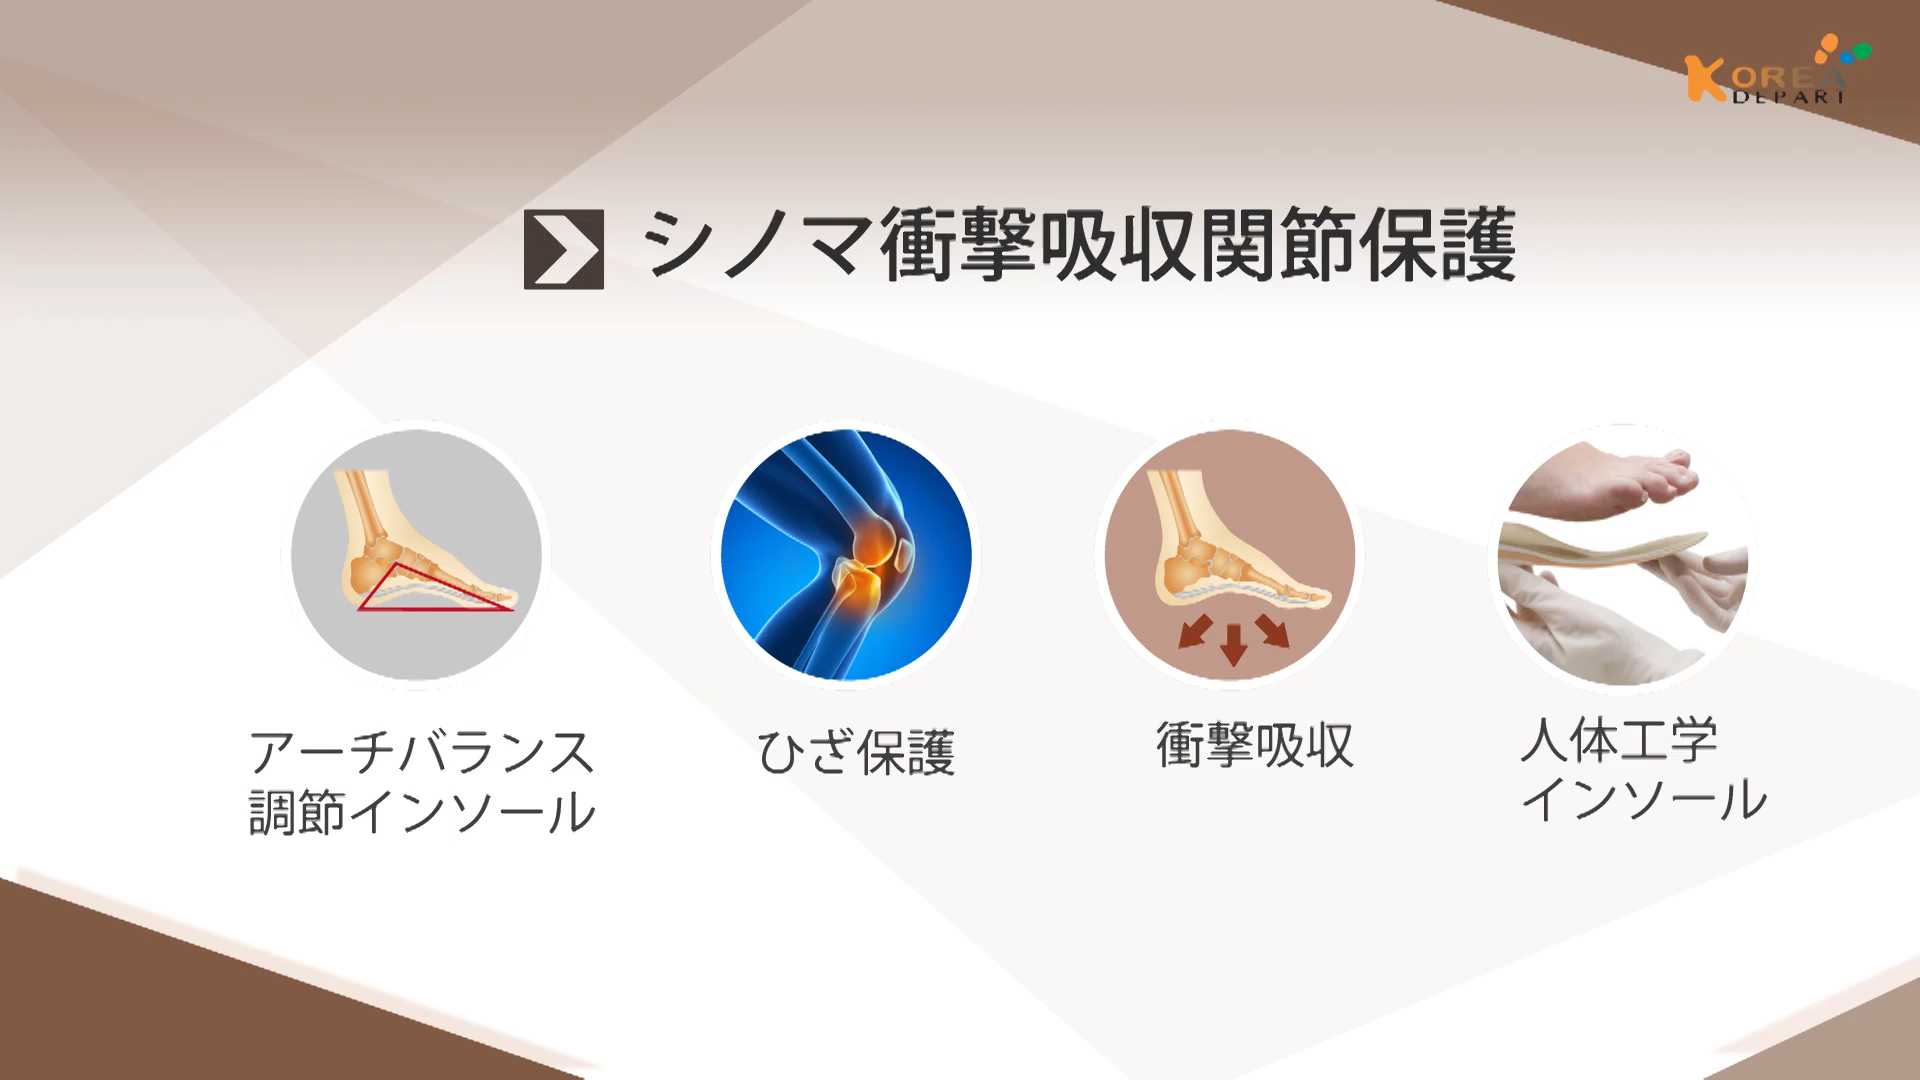 KOREA
DEPART
シノマ衝撃吸収関節保護
アーチバランス
調節インソール
ひざ保護
衝撃吸収
人体工学
インソール